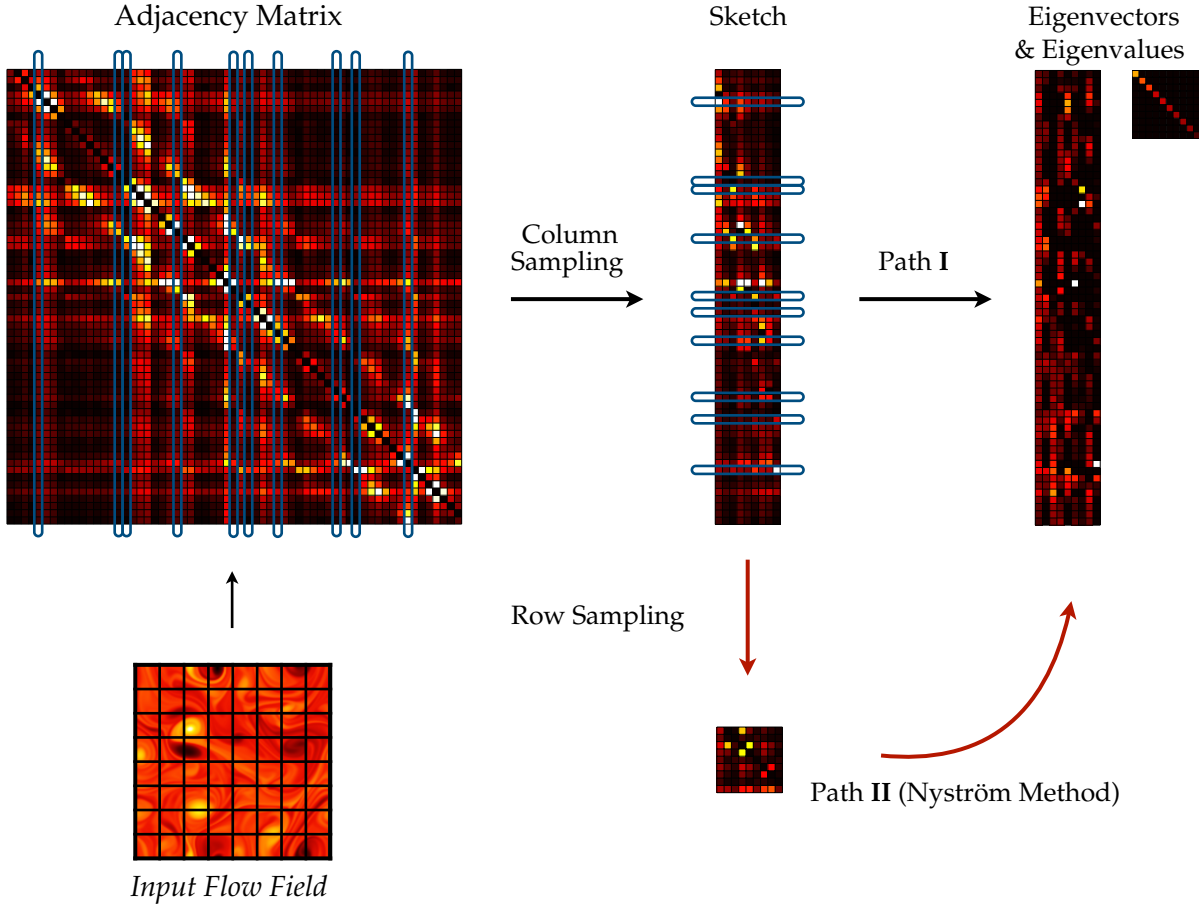 Adjacency Matrix
Sketch
Eigenvectors
& Eigenvalues
Column
Sampling
Path I
Row Sampling
Path II (Nyström Method)
Input Flow Field